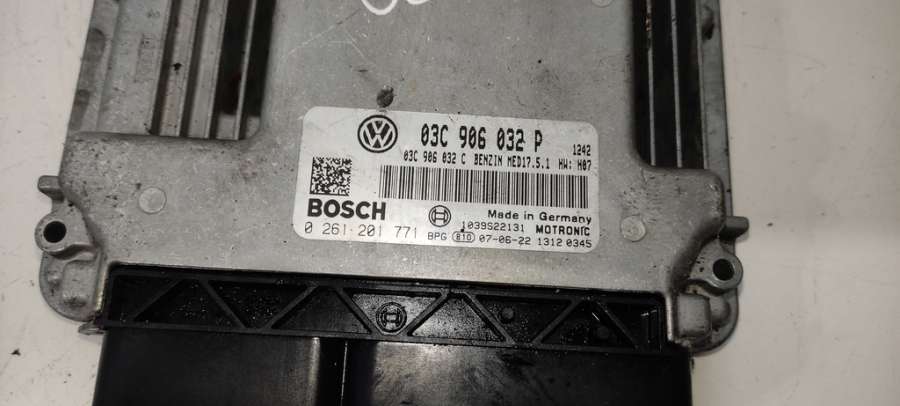 03C 906 032 P 1242
03C 906 032 C BENZIN MED17.5.1 HW: H07
BOSCH Made in Germany
1039S22131 MOTRONIC
0 261 201 771 BPG B10 07-06-22 1312 0345